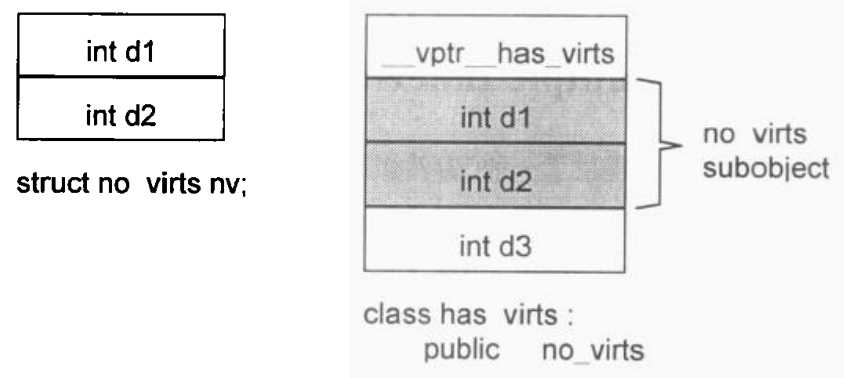 int d1
int d2
struct no virts nv;
__vptr__has_virts
int d1
int d2
int d3
no virts
subobject
class has virts :
public no_virts